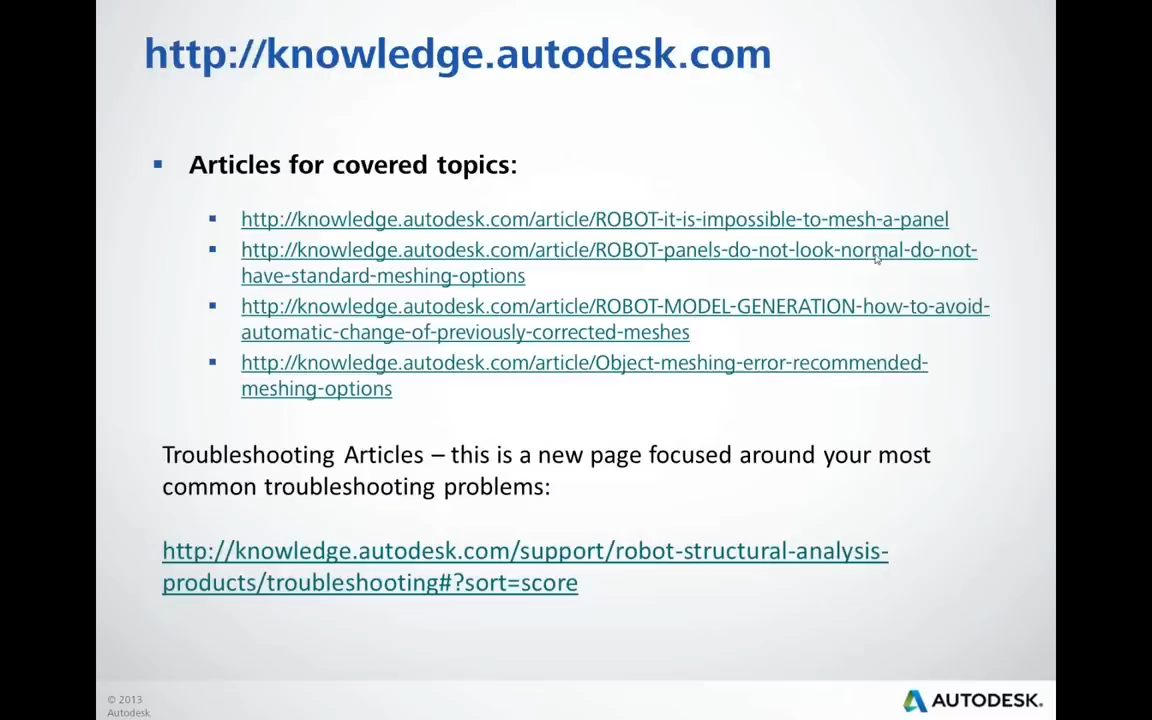 http://knowledge.autodesk.com
Articles for covered topics:
http://knowledge.autodesk.com/article/ROBOT-it-is-impossible-to-mesh-a-panel
http://knowledge.autodesk.com/article/ROBOT-panels-do-not-look-normal-do-not-
have-standard-meshing-options
http://knowledge.autodesk.com/article/ROBOT-MODEL-GENERATION-how-to-avoid-
automatic-change-of-previously-corrected-meshes
http://knowledge.autodesk.com/article/Object-meshing-error-recommended-
meshing-options
Troubleshooting Articles – this is a new page focused around your most
common troubleshooting problems:
http://knowledge.autodesk.com/support/robot-structural-analysis-
products/troubleshooting#?sort=score
© 2013
Autodesk
AUTODESK.